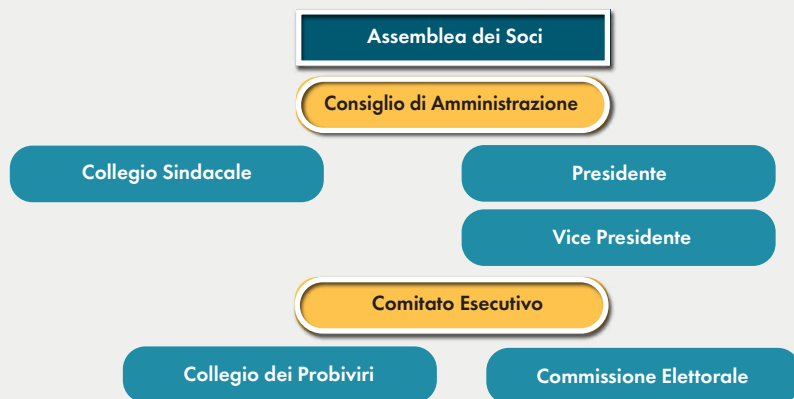 Assemblea dei Soci
Consiglio di Amministrazione
Collegio Sindacale
Presidente
Vice Presidente
Comitato Esecutivo
Collegio dei Probiviri
Commissione Elettorale